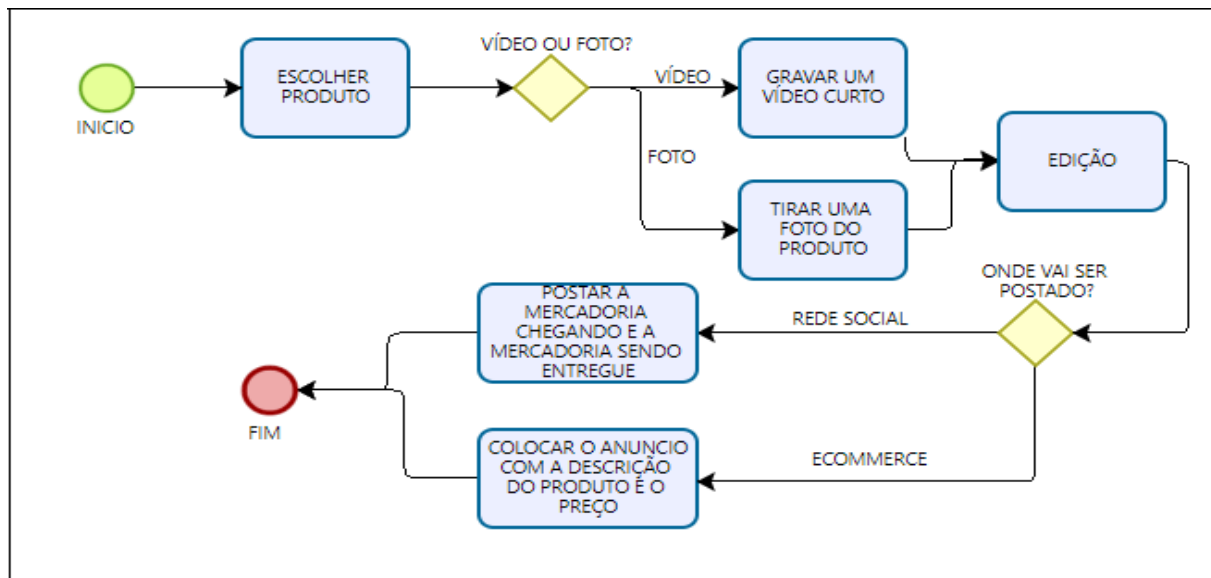 VÍDEO OU FOTO?
ESCOLHER
PRODUTO
INICIO
VÍDEO
GRAVAR UM
VÍDEO CURTO
FOTO
TIRAR UMA
FOTO DO
PRODUTO
EDIÇÃO
ONDE VAI SER
POSTADO?
REDE SOCIAL
POSTAR A
MERCADORIA
CHEGANDO E A
MERCADORIA SENDO
ENTREGUE
ECOMMERCE
COLOCAR O ANUNCIO
COM A DESCRIÇÃO
DO PRODUTO E O
PREÇO
FIM